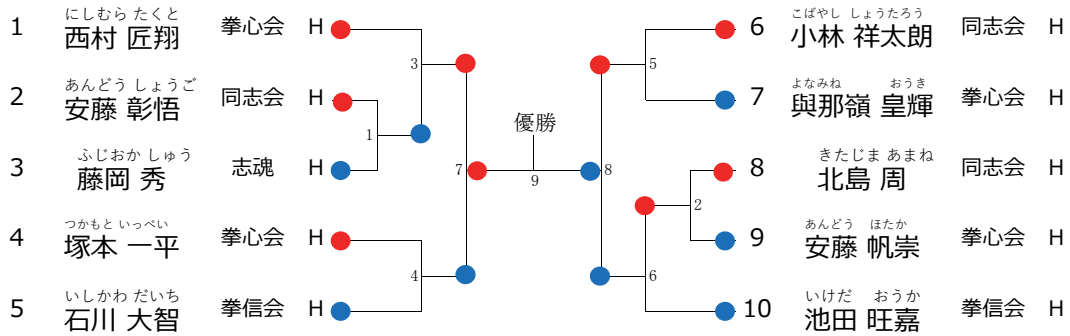 にしむら たくと
1 西村 匠翔 拳心会 H
あんどう しょうご
2 安藤 彰悟 同志会 H
ふじおか しゅう
3 藤岡 秀 志魂 H
つかもと いっぺい
4 塚本 一平 拳心会 H
いしかわ だいち
5 石川 大智 拳信会 H
3
1
7
4
優勝
9
8
5
2
6
こばやし しょうたろう
6 小林 祥太朗 同志会 H
よなみね おうき
7 與那嶺 皇輝 拳心会 H
きたじま あまね
8 北島 周 同志会 H
あんどう ほたか
9 安藤 帆崇 拳心会 H
いけだ おうか
10 池田 旺嘉 拳信会 H